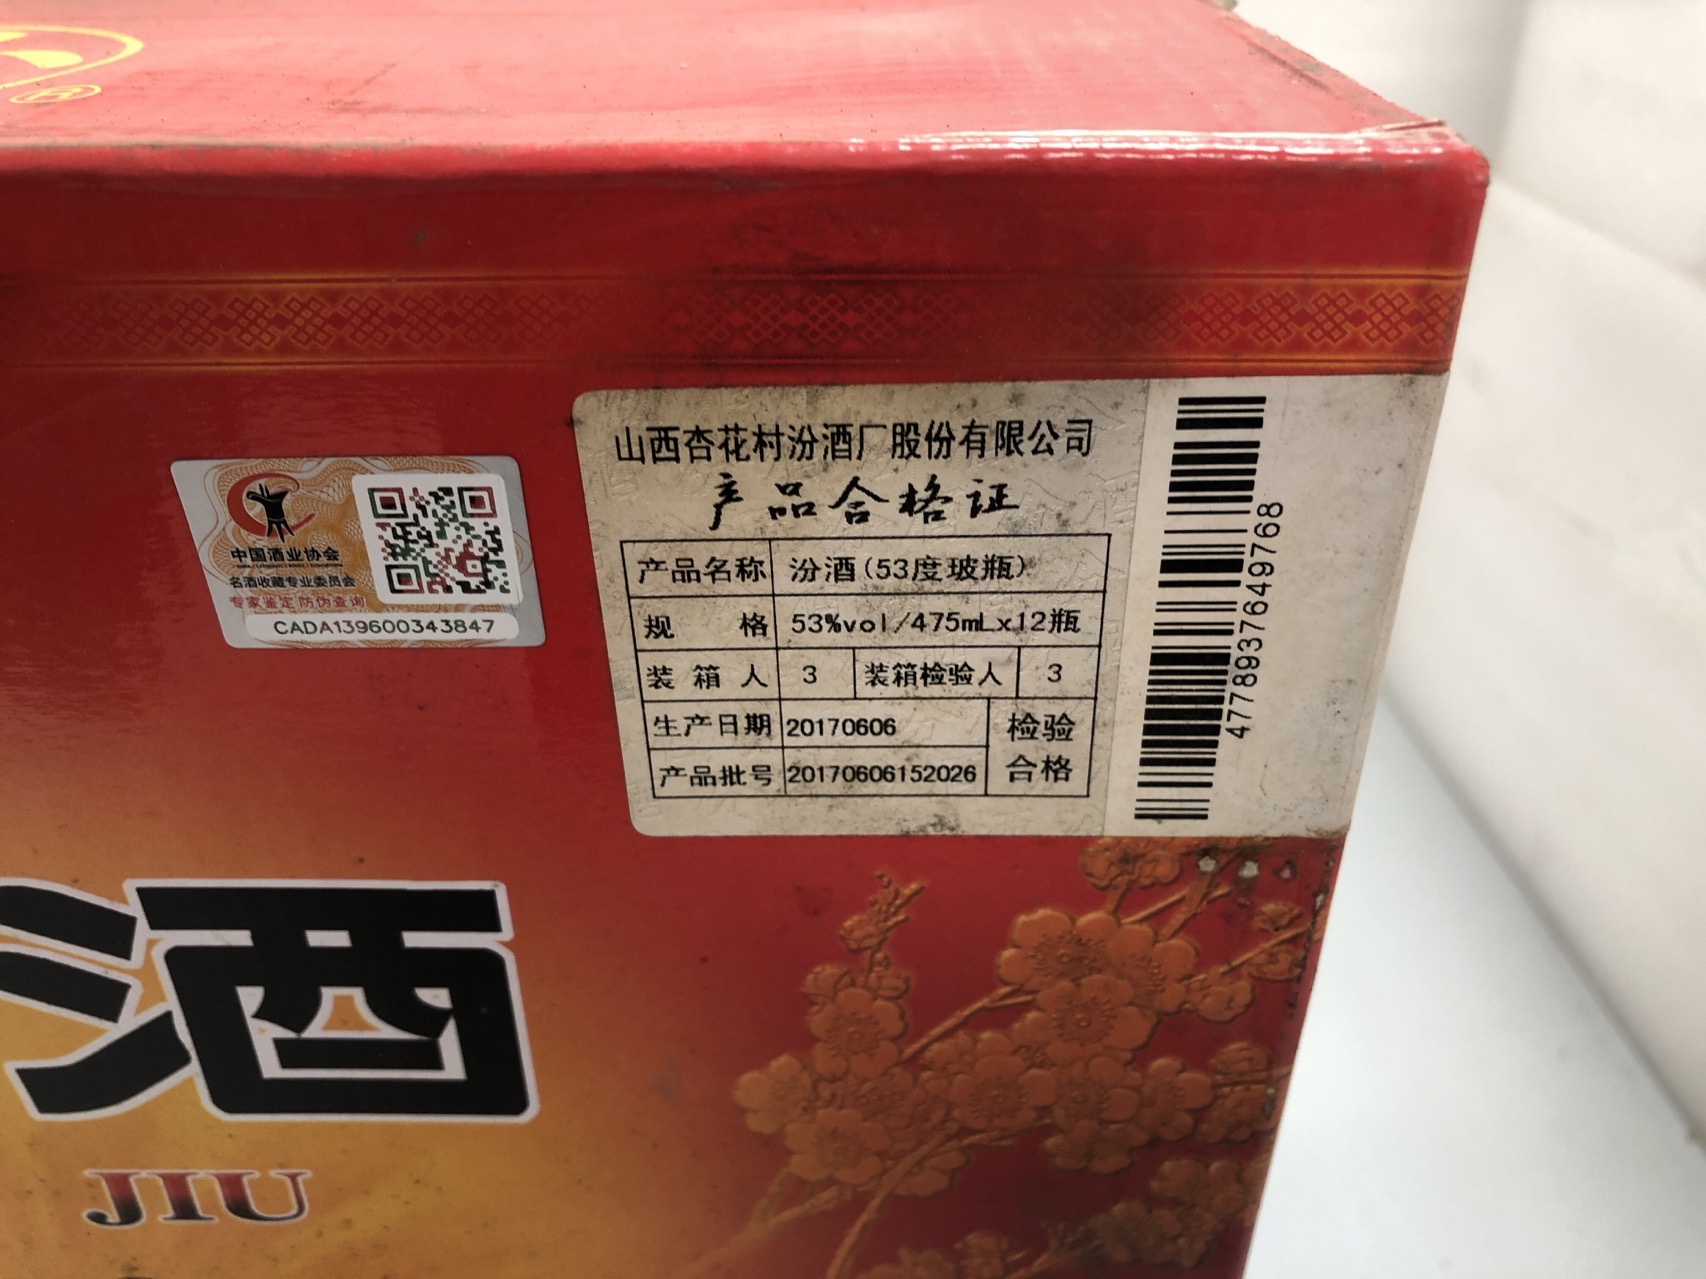 ®
山西杏花村汾酒厂股份有限公司
产品合格证
产品名称 汾酒(53度玻瓶)
规 格 53%vol/475mLx12瓶
装 箱 人 3 装箱检验人 3
生产日期 20170606 检验
产品批号 20170606152026 合格
4778937649768
中国酒业协会
名酒收藏专业委员会
专家鉴定 防伪查询
CADA139600343847
酒
JIU